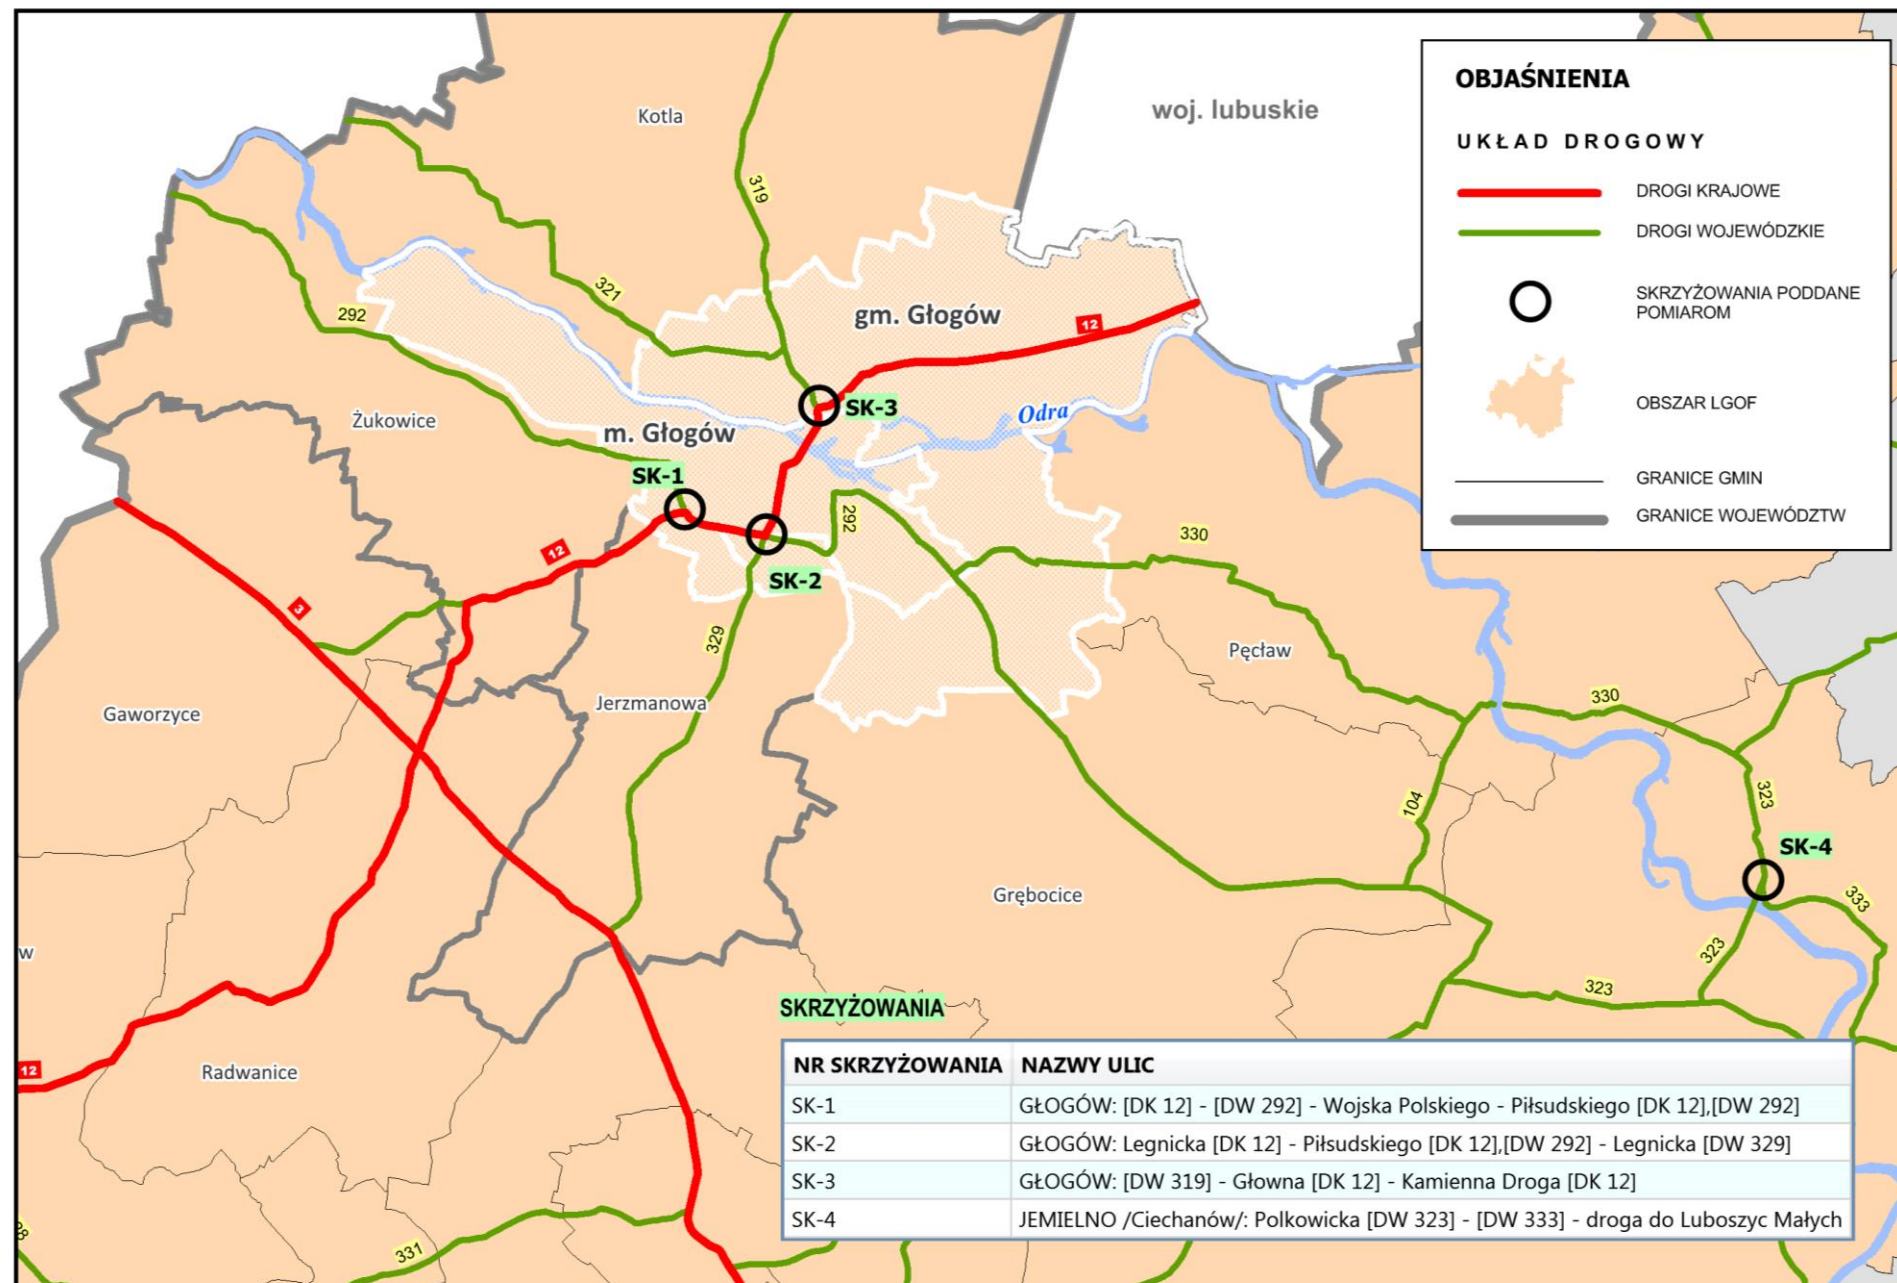 Kotla
woj. lubuskie
319
321
292
gm. Głogów
12
Żukowice
m. Głogów
SK-3
Odra
SK-1
12
292
SK-2
330
3
329
Pęcław
Gaworzyce
Jerzmanowa
330
104
323
SK-4
Grębocice
333
w
323
323
12
Radwanice
331
OBJAŚNIENIA
UKŁAD DROGOWY
DROGI KRAJOWE
DROGI WOJEWÓDZKIE
SKRZYŻOWANIA PODDANE
POMIAROM
OBSZAR LGOF
GRANICE GMIN
GRANICE WOJEWÓDZTW
SKRZYŻOWANIA
NR SKRZYŻOWANIA NAZWY ULIC
SK-1 GŁOGÓW: [DK 12] - [DW 292] - Wojska Polskiego - Piłsudskiego [DK 12],[DW 292]
SK-2 GŁOGÓW: Legnicka [DK 12] - Piłsudskiego [DK 12],[DW 292] - Legnicka [DW 329]
SK-3 GŁOGÓW: [DW 319] - Głowna [DK 12] - Kamienna Droga [DK 12]
SK-4 JEMIELNO /Ciechanów/: Polkowicka [DW 323] - [DW 333] - droga do Luboszyc Małych